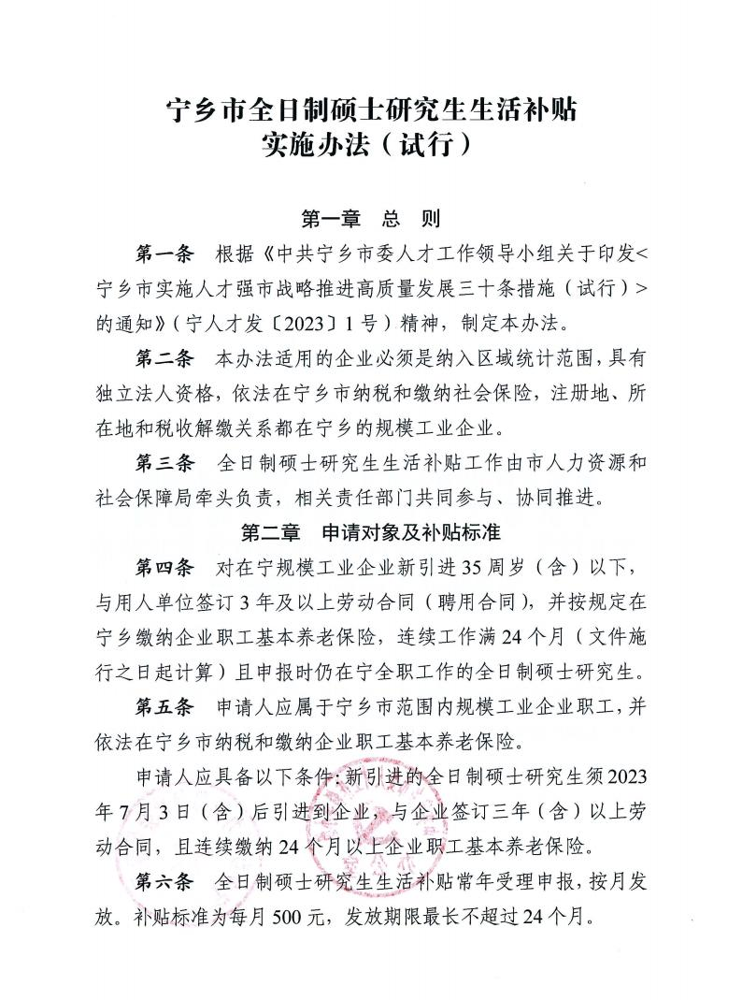 宁乡市全日制硕士研究生生活补贴
实施办法（试行）
第一章 总 则
第一条 根据《中共宁乡市委人才工作领导小组关于印发<
宁乡市实施人才强市战略推进高质量发展三十条措施（试行）>
的通知》（宁人才发〔2023〕1号）精神，制定本办法。
第二条 本办法适用的企业必须是纳入区域统计范围，具有
独立法人资格，依法在宁乡市纳税和缴纳社会保险，注册地、所
在地和税收解缴关系都在宁乡的规模工业企业。
第三条 全日制硕士研究生生活补贴工作由市人力资源和
社会保障局牵头负责，相关责任部门共同参与、协同推进。
第二章 申请对象及补贴标准
第四条 对在宁规模工业企业新引进35周岁（含）以下，
与用人单位签订3年及以上劳动合同（聘用合同），并按规定在
宁乡缴纳企业职工基本养老保险，连续工作满24个月（文件施
行之日起计算）且申报时仍在宁全职工作的全日制硕士研究生。
第五条 申请人应属于宁乡市范围内规模工业企业职工，并
依法在宁乡市纳税和缴纳企业职工基本养老保险。
申请人应具备以下条件：新引进的全日制硕士研究生须2023
年7月3日（含）后引进到企业，与企业签订三年（含）以上劳
动合同，且连续缴纳24个月以上企业职工基本养老保险。
第六条 全日制硕士研究生生活补贴常年受理申报，按月发
放。补贴标准为每月500元，发放期限最长不超过24个月。